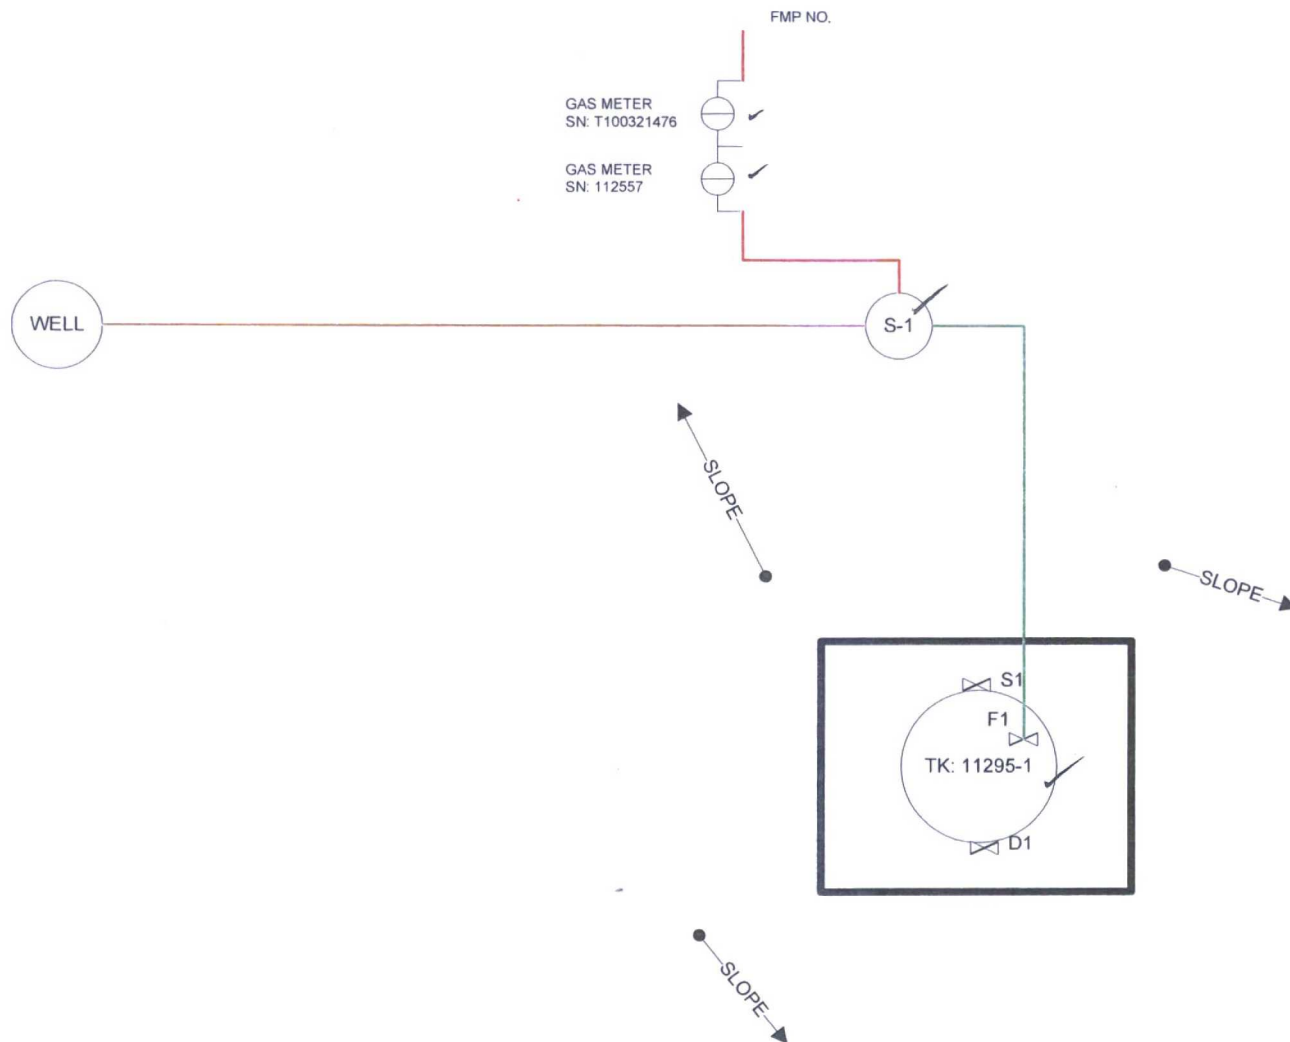 FMP NO.
GAS METER
SN: T100321476
GAS METER
SN: 112557
WELL
S-1
SLOPE
SLOPE
S1
F1
TK: 11295-1
D1
SLOPE